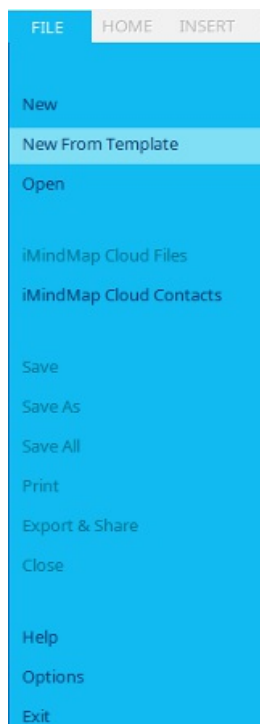 FILE HOME INSERT
New
New From Template
Open
iMindMap Cloud Files
iMindMap Cloud Contacts
Save
Save As
Save All
Print
Export & Share
Close
Help
Options
Exit